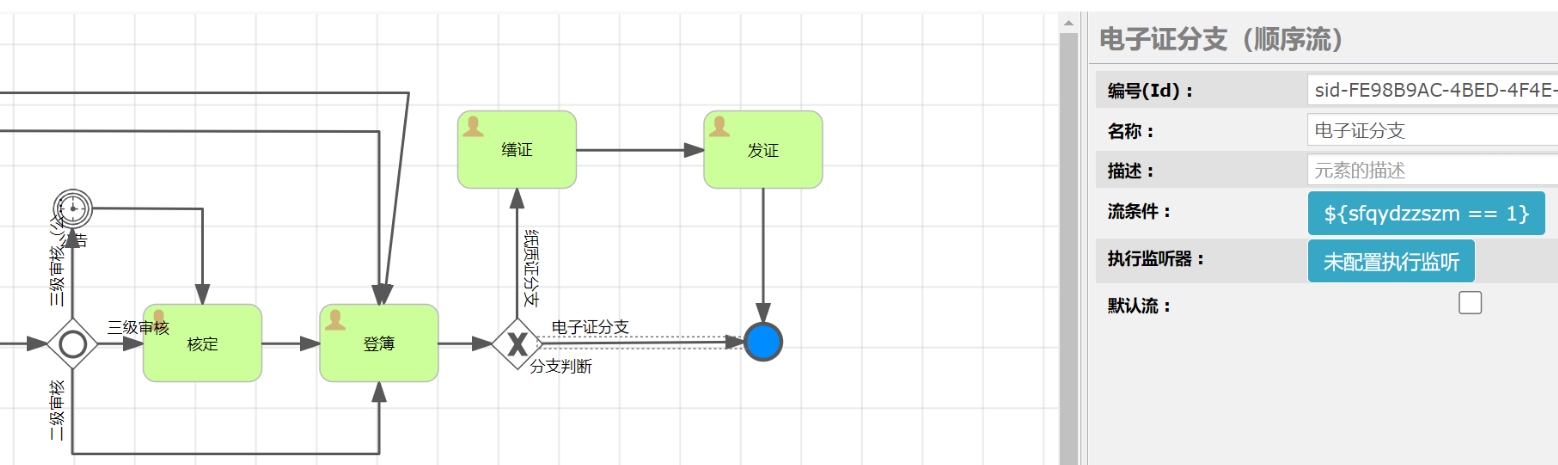 电子证分支（顺序流）
编号(Id)：
sid-FE98B9AC-4BED-4F4E-
名称：
电子证分支
描述：
元素的描述
流条件：
${sfqydzzszm == 1}
执行监听器：
未配置执行监听
默认流：
缮证
发证
公告
三级审核（公...
纸质证分支
三级审核
核定
登簿
电子证分支
分支判断
二级审核